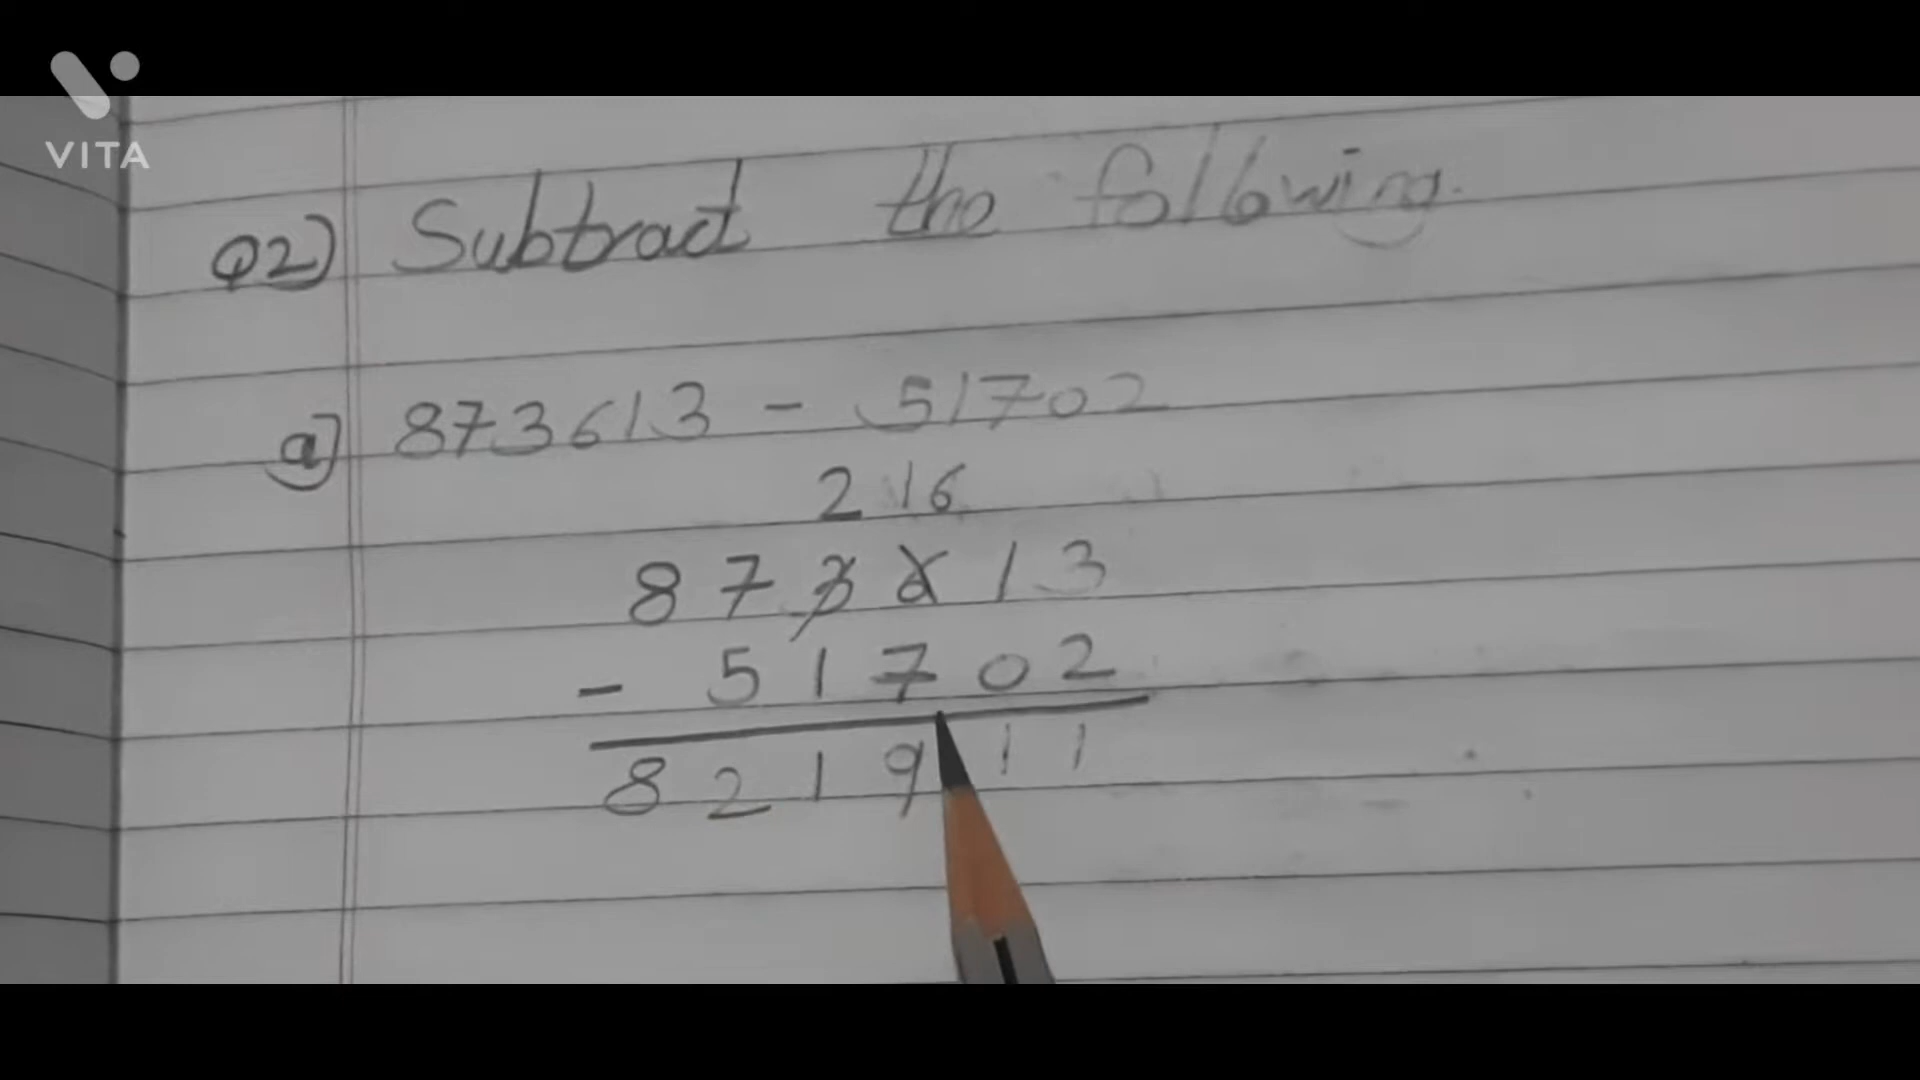 VITA
Q2) Subtract the following.
a) 873613 - 51702
2 16
873613
- 51702
821911